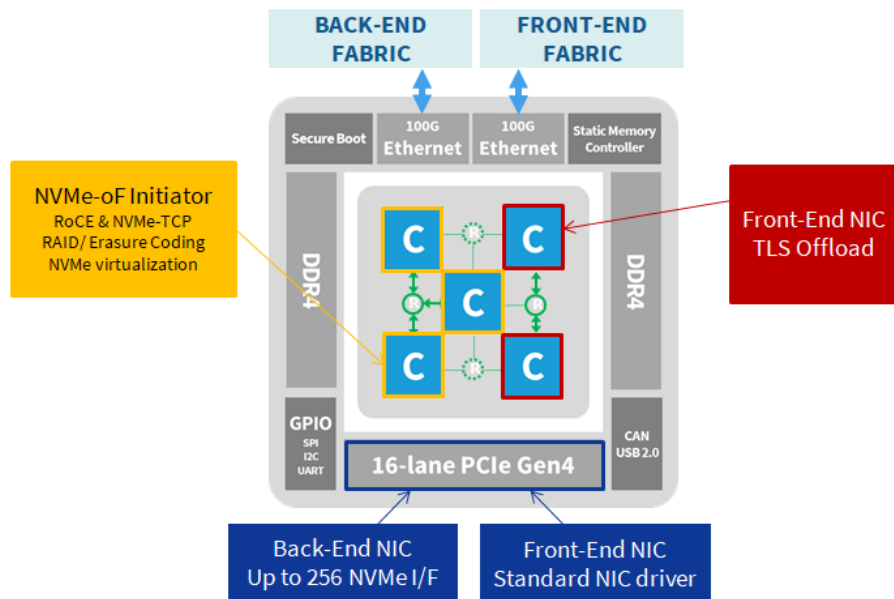 BACK-END
FABRIC
FRONT-END
FABRIC
Secure Boot
100G
Ethernet
100G
Ethernet
Static Memory
Controller
NVMe-oF Initiator
RoCE & NVMe-TCP
RAID/ Erasure Coding
NVMe virtualization
Front-End NIC
TLS Offload
DDR4
DDR4
C
R
C
R
C
R
C
R
C
GPIO
SPI
I2C
UART
16-lane PCIe Gen4
CAN
USB 2.0
Back-End NIC
Up to 256 NVMe I/F
Front-End NIC
Standard NIC driver